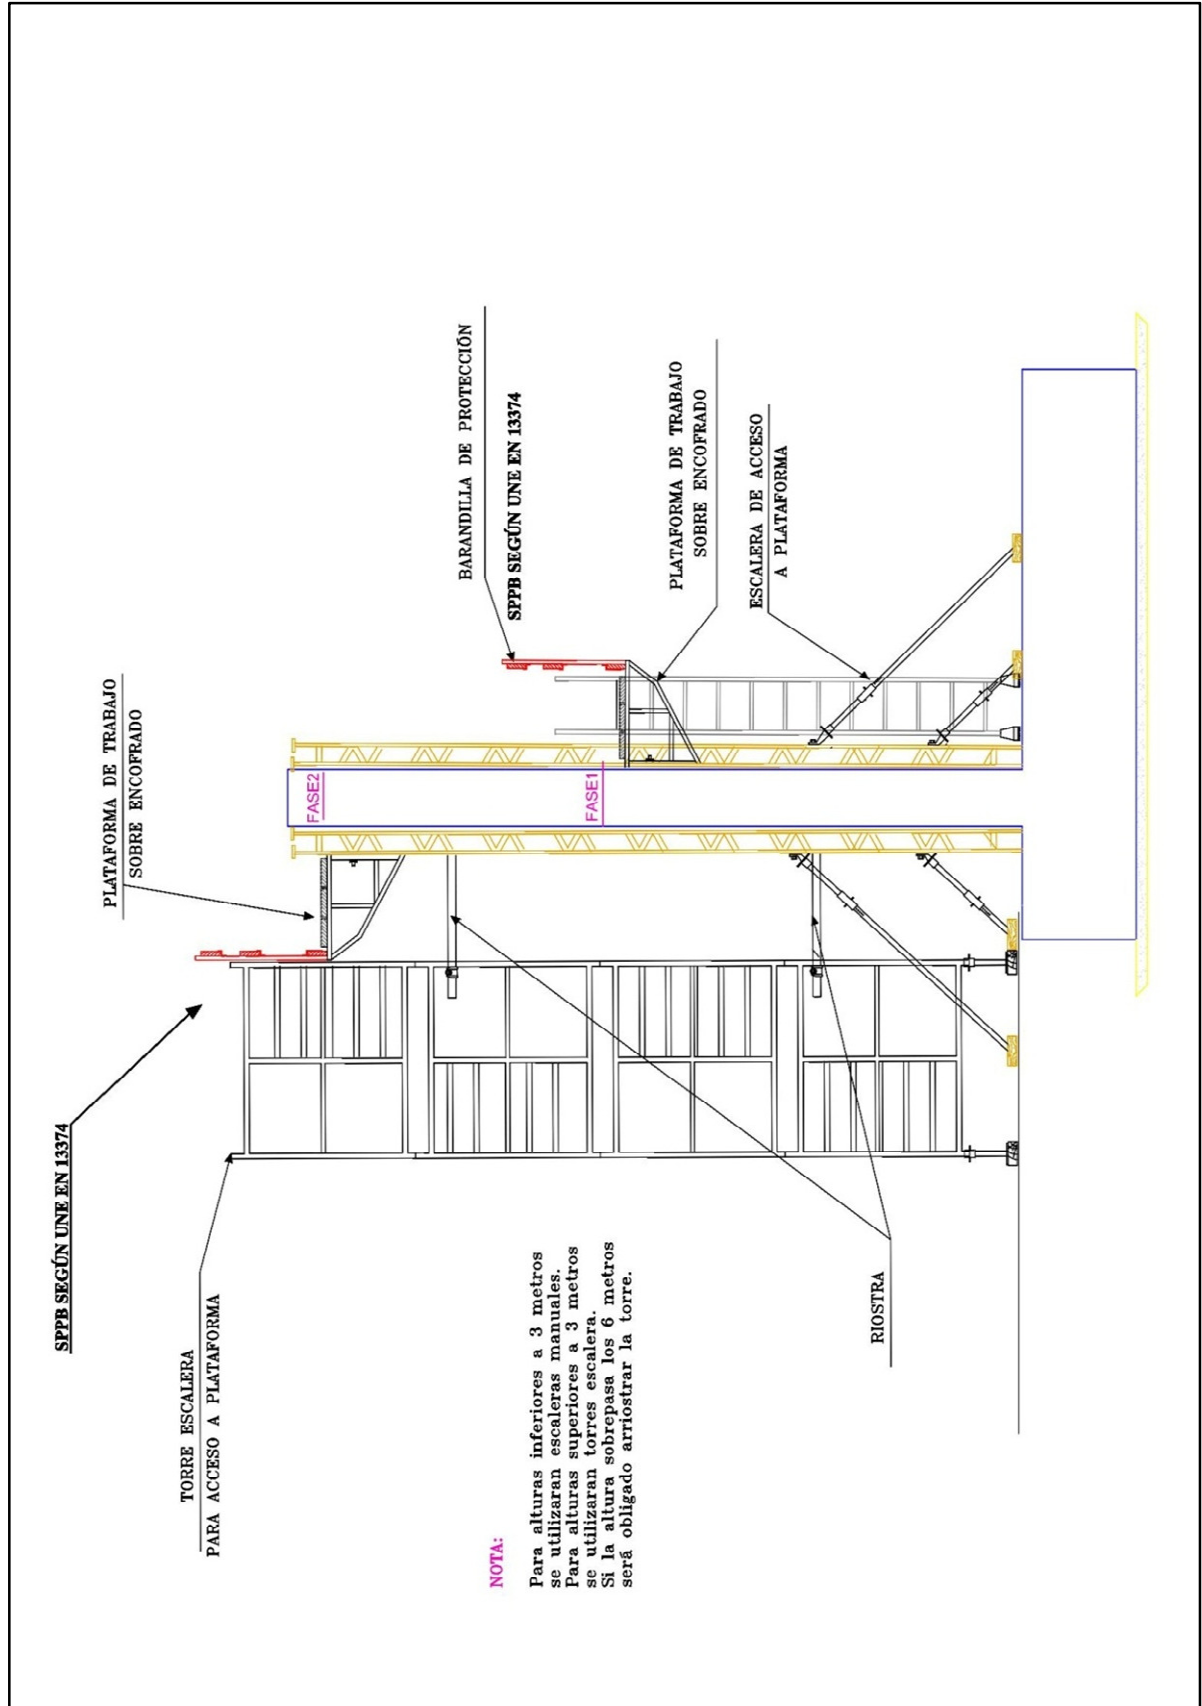 SPPB SEGÚN UNE EN 13374
TORRE ESCALERA
PARA ACCESO A PLATAFORMA
PLATAFORMA DE TRABAJO
SOBRE ENCOFRADO
FASE2
FASE1
BARANDILLA DE PROTECCIÓN
SPPB SEGÚN UNE EN 13374
PLATAFORMA DE TRABAJO
SOBRE ENCOFRADO
ESCALERA DE ACCESO
A PLATAFORMA
NOTA:
Para alturas inferiores a 3 metros
se utilizaran escaleras manuales.
Para alturas superiores a 3 metros
se utilizaran torres escalera.
Si la altura sobrepasa los 6 metros
será obligado arriostrar la torre.
RIOSTRA